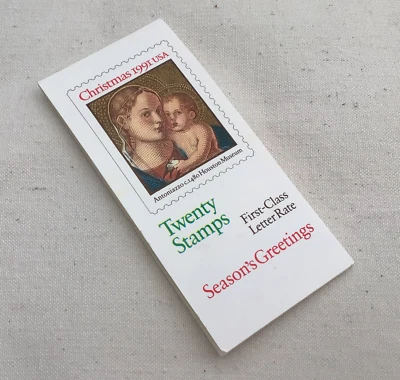 Christmas 1991 USA
Antoniazzo c.1480 Houston Museum
Twenty
Stamps
First-Class
Letter Rate
Season's Greetings